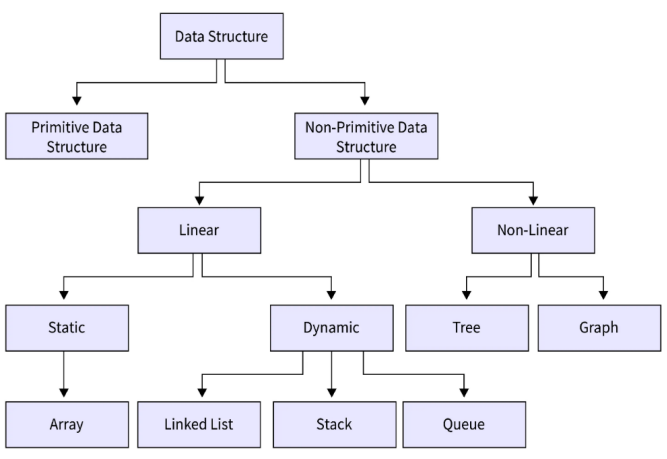 Data Structure
Primitive Data
Structure
Non-Primitive Data
Structure
Linear
Non-Linear
Static
Dynamic
Tree
Graph
Array
Linked List
Stack
Queue